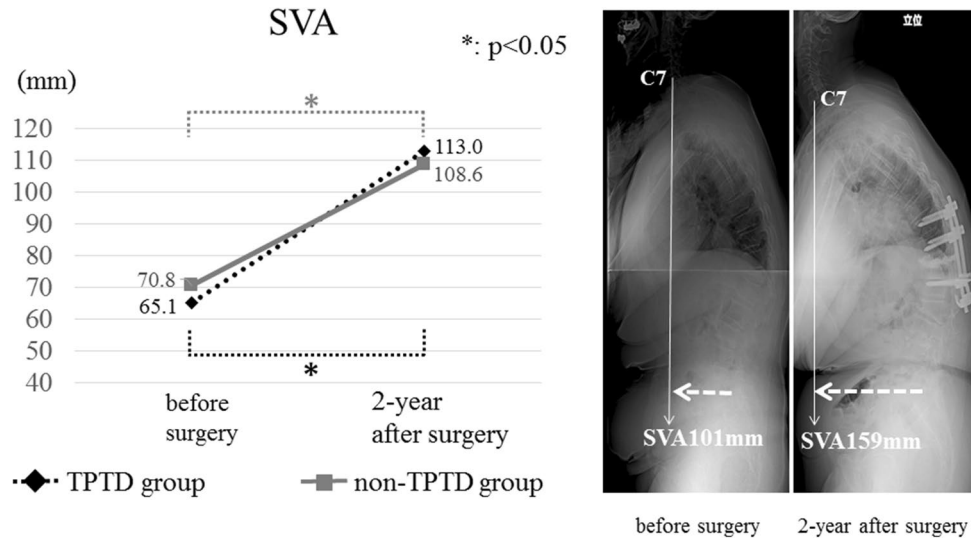 SVA
*: p<0.05
(mm)
*
120
110
100
90
80
70
60
50
40
113.0
108.6
70.8
65.1
*
before
surgery
2-year
after surgery
TPTD group
non-TPTD group
C7
SVA101mm
before surgery
立位
C7
SVA159mm
2-year after surgery